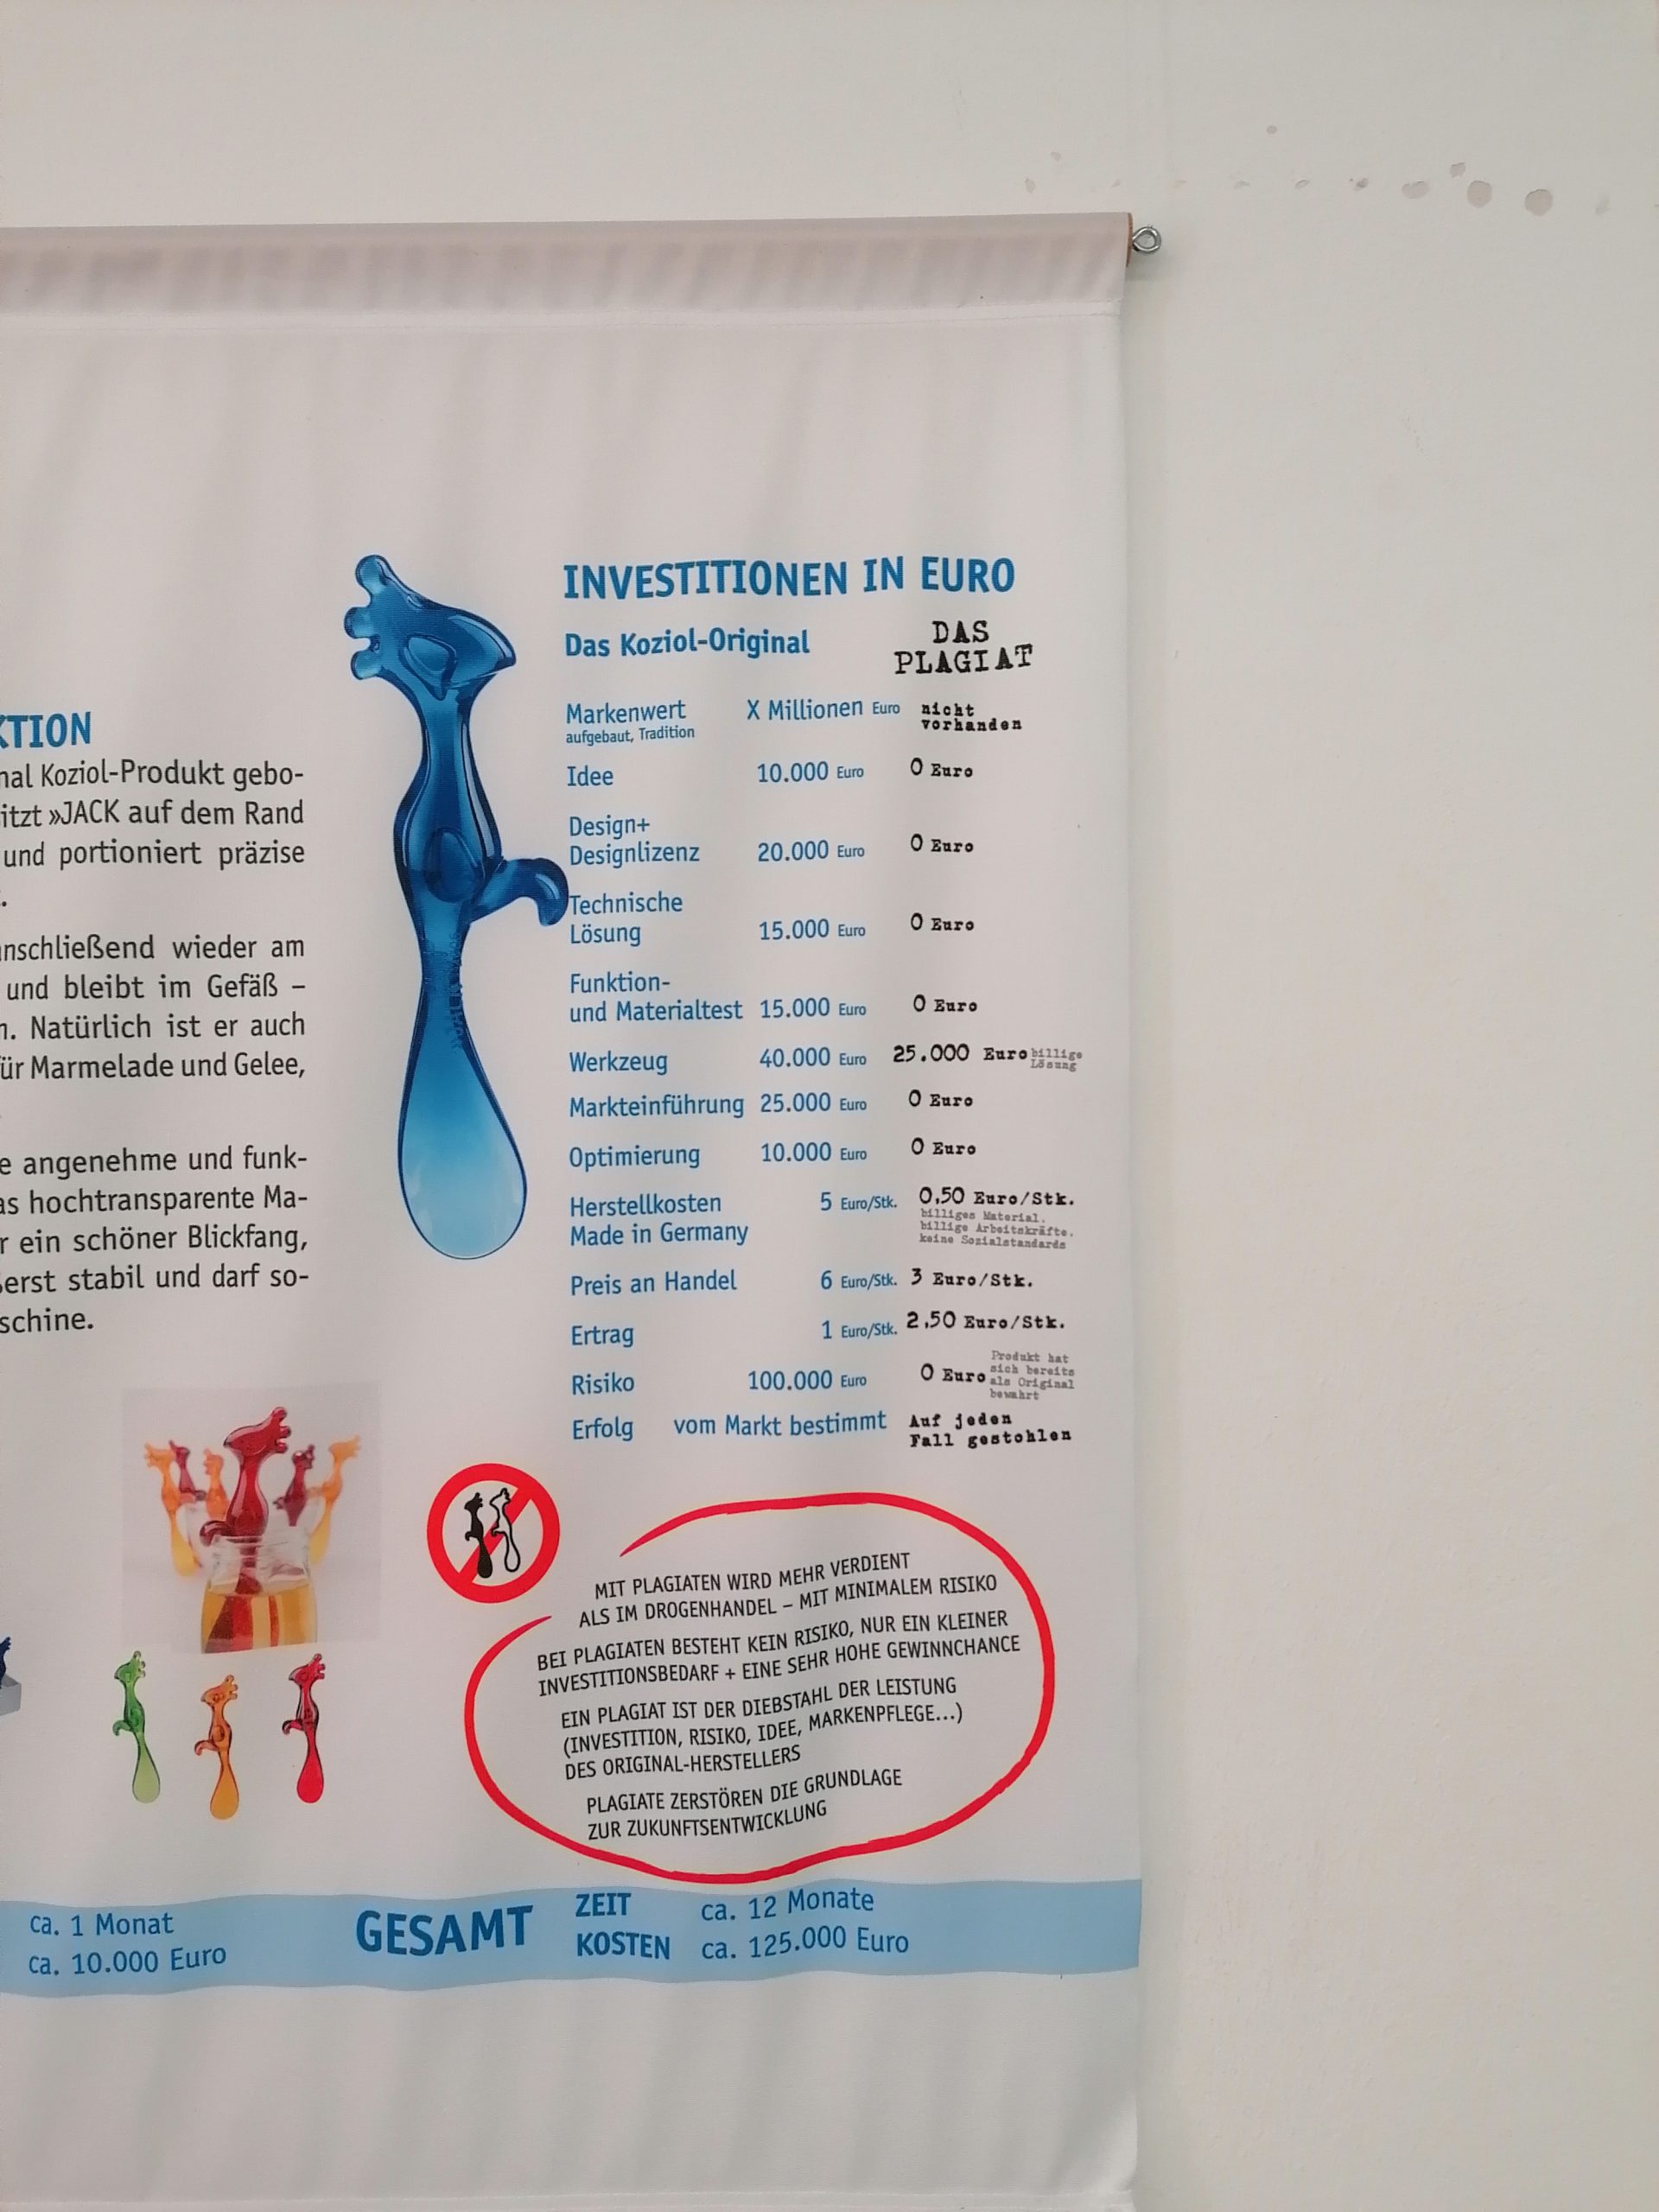 KTION
nal Koziol-Produkt gebo-
itzt »JACK auf dem Rand
und portioniert präzise
.
nschließend wieder am
und bleibt im Gefäß –
n. Natürlich ist er auch
ür Marmelade und Gelee,
e angenehme und funk-
as hochtransparente Ma-
r ein schöner Blickfang,
ßerst stabil und darf so-
schine.
INVESTITIONEN IN EURO
Das Koziol-Original DAS PLAGIAT
Markenwert X Millionen Euro nicht vorhanden
aufgebaut, Tradition
Idee 10.000 Euro 0 Euro
Design+
Designlizenz 20.000 Euro 0 Euro
Technische
Lösung 15.000 Euro 0 Euro
Funktion-
und Materialtest 15.000 Euro 0 Euro
Werkzeug 40.000 Euro 25.000 Euro billige Lösung
Markteinführung 25.000 Euro 0 Euro
Optimierung 10.000 Euro 0 Euro
Herstellkosten 5 Euro/Stk. 0,50 Euro/Stk.
Made in Germany billiges Material, billige Arbeitskräfte, keine Sozialstandards
Preis an Handel 6 Euro/Stk. 3 Euro/Stk.
Ertrag 1 Euro/Stk. 2,50 Euro/Stk.
Risiko 100.000 Euro 0 Euro Produkt hat sich bereits als Original bewahrt
Erfolg vom Markt bestimmt Auf jeden Fall gestohlen
MIT PLAGIATEN WIRD MEHR VERDIENT
ALS IM DROGENHANDEL – MIT MINIMALEM RISIKO
BEI PLAGIATEN BESTEHT KEIN RISIKO, NUR EIN KLEINER
INVESTITIONSBEDARF + EINE SEHR HOHE GEWINNCHANCE
EIN PLAGIAT IST DER DIEBSTAHL DER LEISTUNG
(INVESTITION, RISIKO, IDEE, MARKENPFLEGE...)
DES ORIGINAL-HERSTELLERS
PLAGIATE ZERSTÖREN DIE GRUNDLAGE
ZUR ZUKUNFTSENTWICKLUNG
ca. 1 Monat
ca. 10.000 Euro
GESAMT
ZEIT ca. 12 Monate
KOSTEN ca. 125.000 Euro